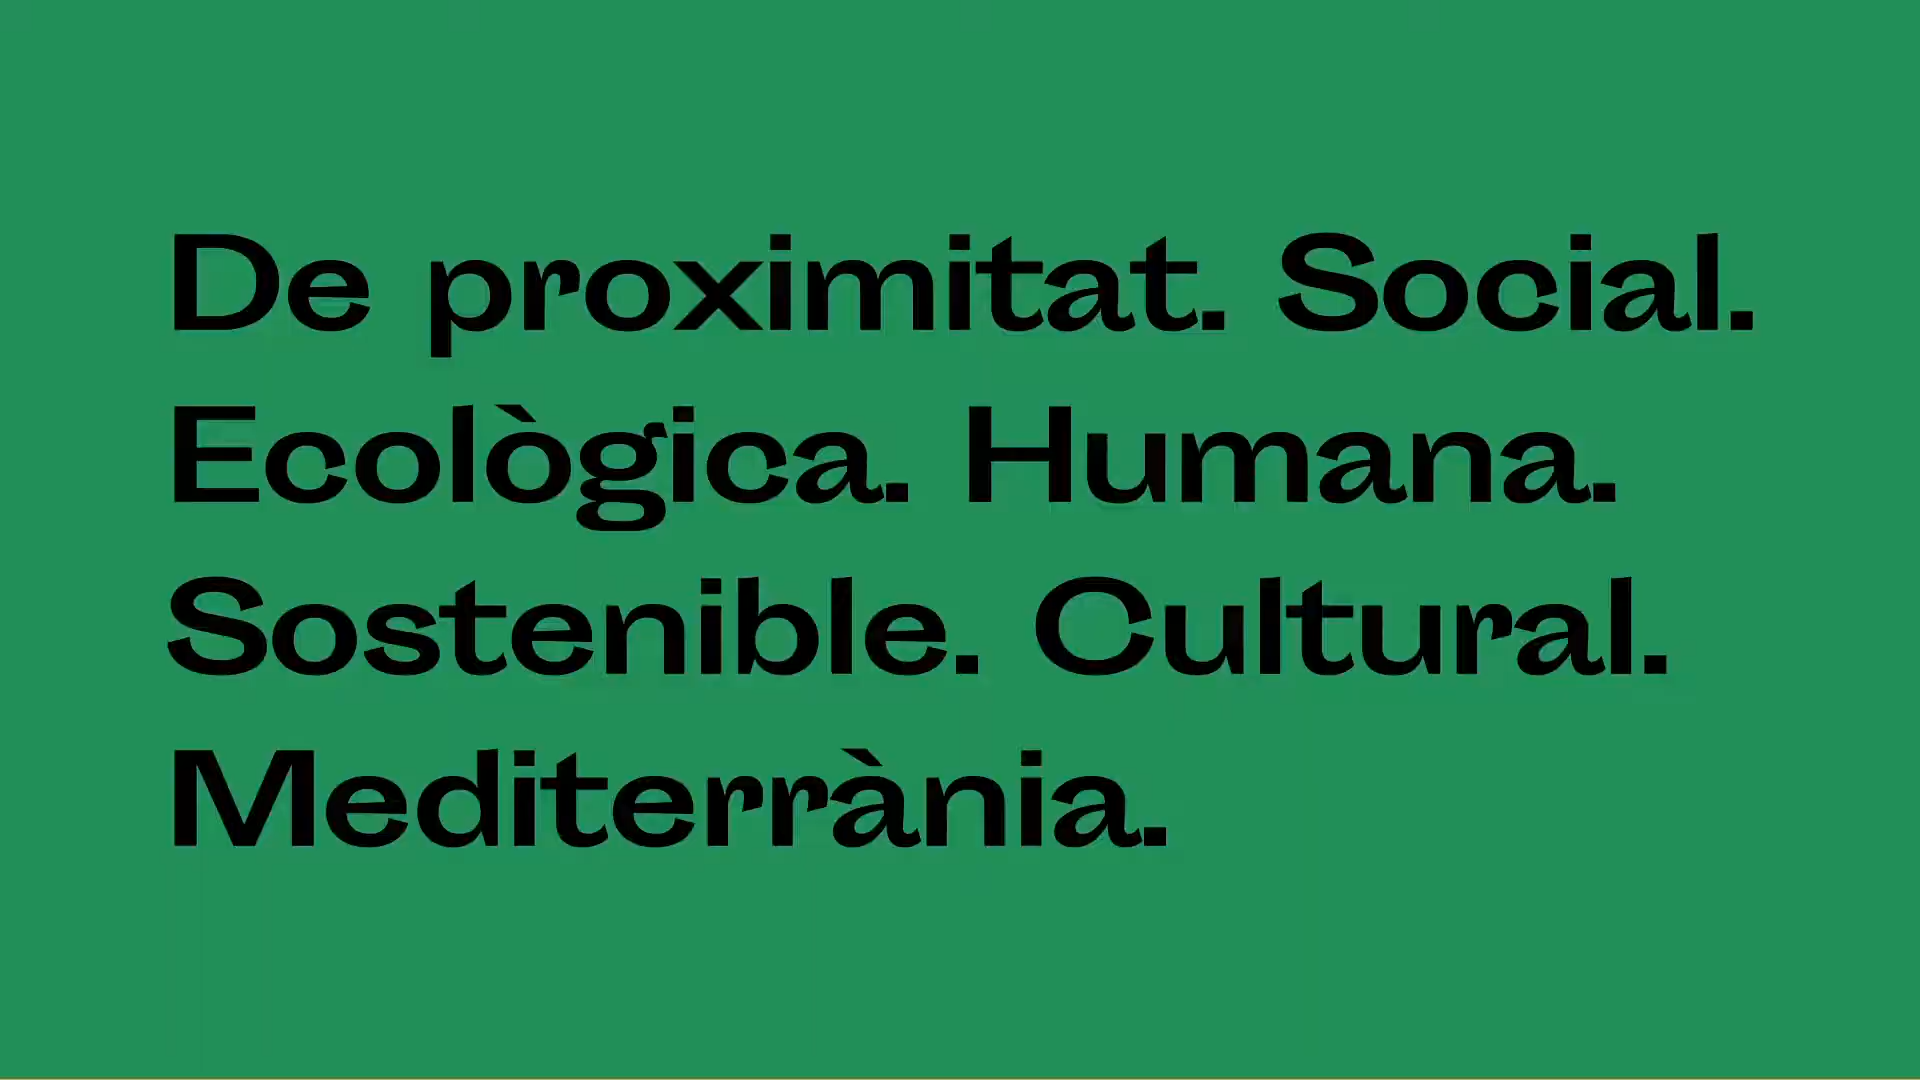 De proximitat. Social.
Ecològica. Humana.
Sostenible. Cultural.
Mediterrània.